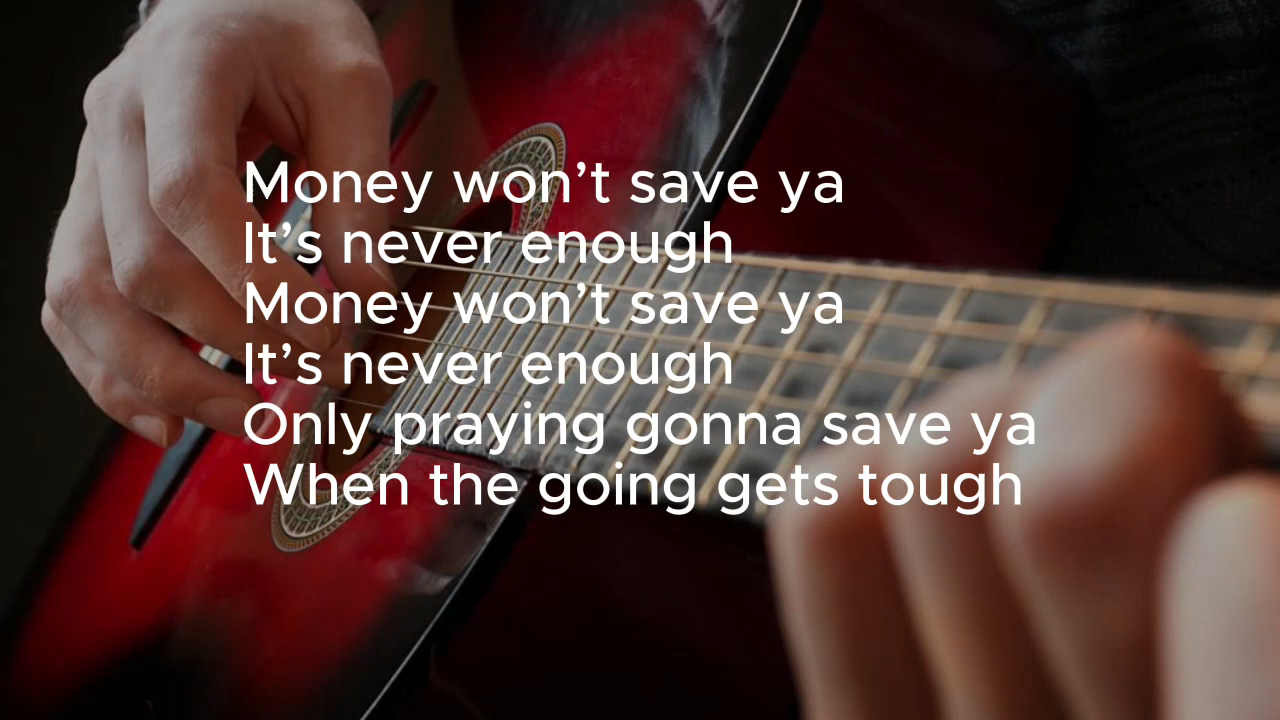 Money won’t save ya
It’s never enough
Money won’t save ya
It’s never enough
Only praying gonna save ya
When the going gets tough